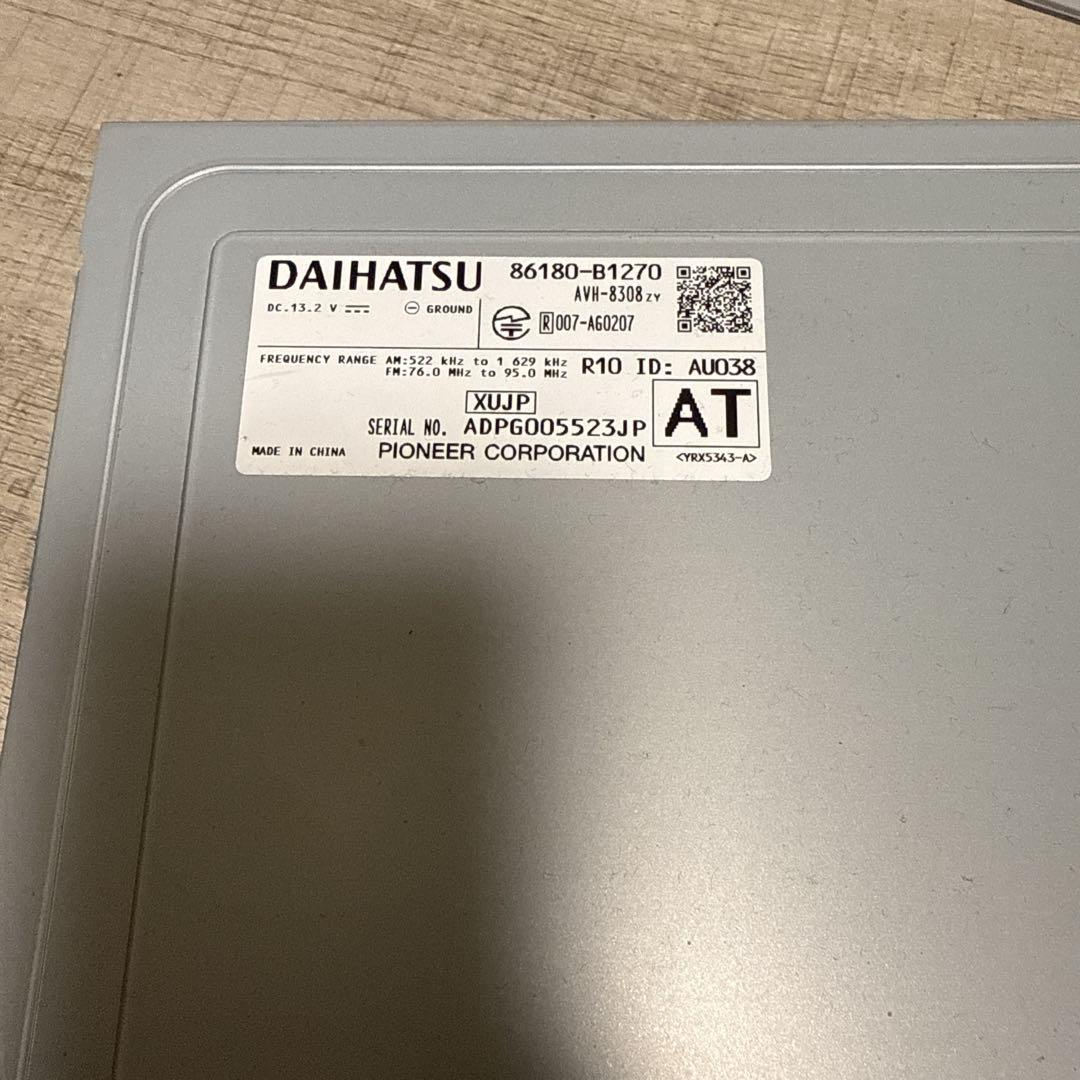 DAIHATSU 86180-B1270
AVH-8308 ZY
DC.13.2 V GROUND
R 007-AG0207
FREQUENCY RANGE AM:522 kHz to 1 629 kHz
FM:76.0 MHz to 95.0 MHz
R10 ID: AU038
XUJP
AT
SERIAL NO. ADPG005523JP
MADE IN CHINA PIONEER CORPORATION <YRX5343-A>